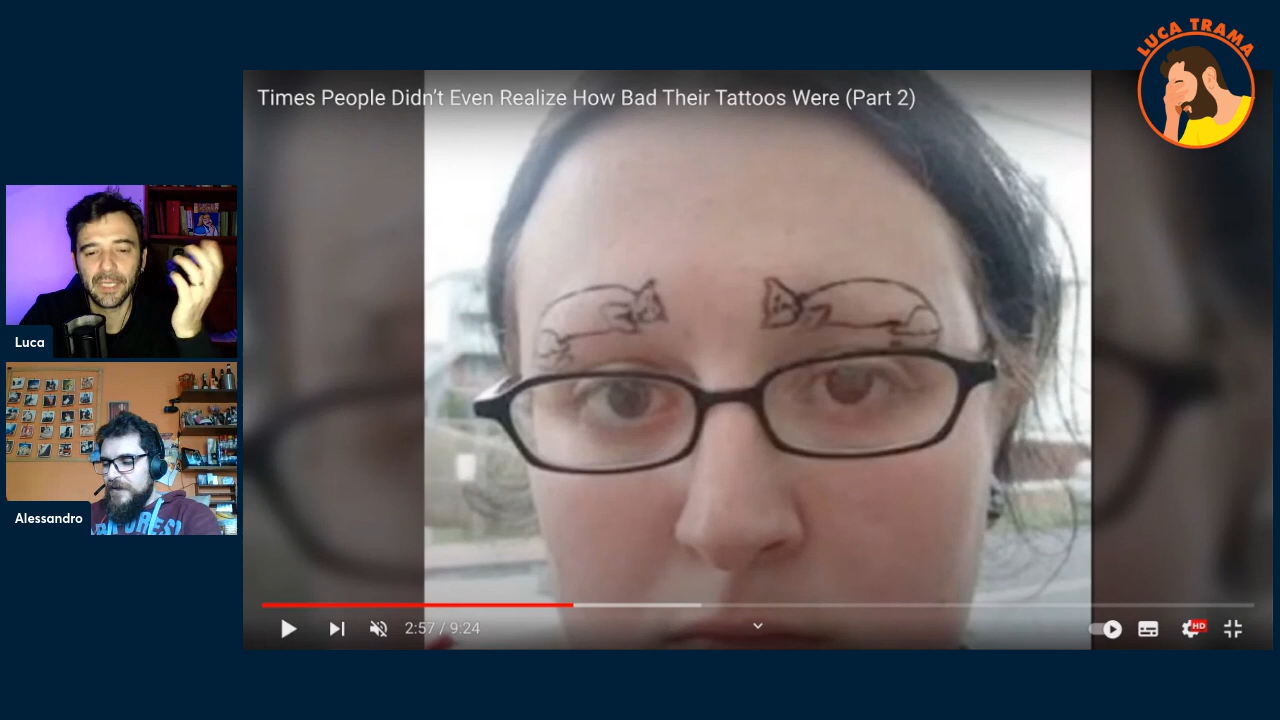 LUCA TRAMA
Times People Didn't Even Realize How Bad Their Tattoos Were (Part 2)
Luca
Alessandro
2:57 / 9:24
HD